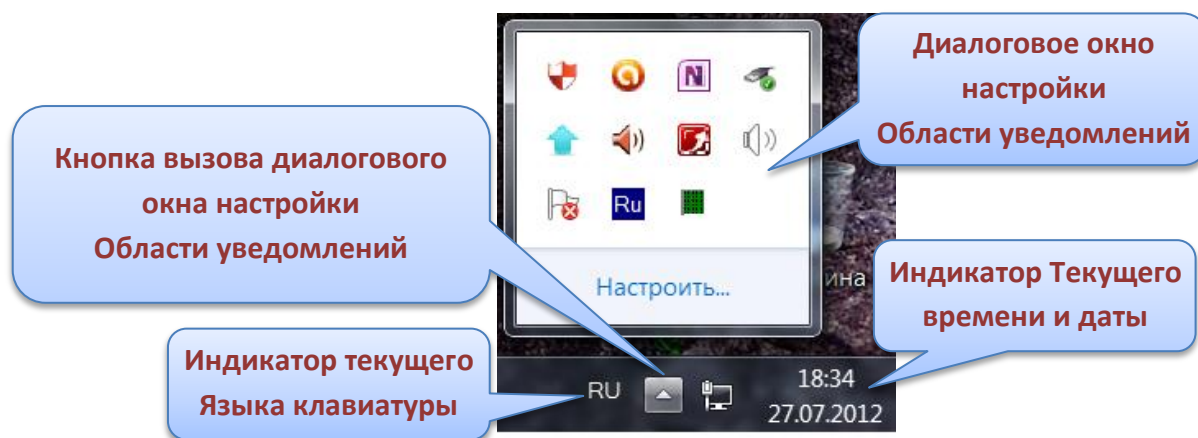 Диалоговое окно
настройки
Области уведомлений
Кнопка вызова диалогового
окна настройки
Области уведомлений
N
Ru
Настроить...
ина
Индикатор Текущего
времени и даты
Индикатор текущего
Языка клавиатуры
RU
18:34
27.07.2012